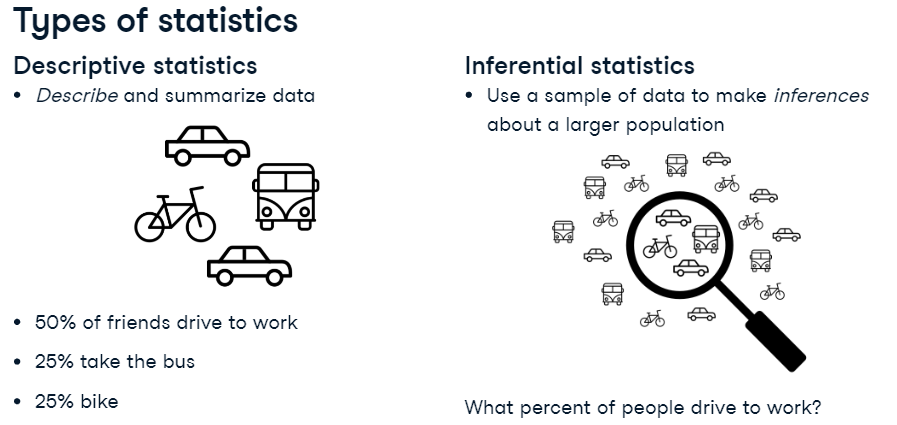 Types of statistics
Descriptive statistics
• Describe and summarize data
• 50% of friends drive to work
• 25% take the bus
• 25% bike
Inferential statistics
• Use a sample of data to make inferences
about a larger population
What percent of people drive to work?